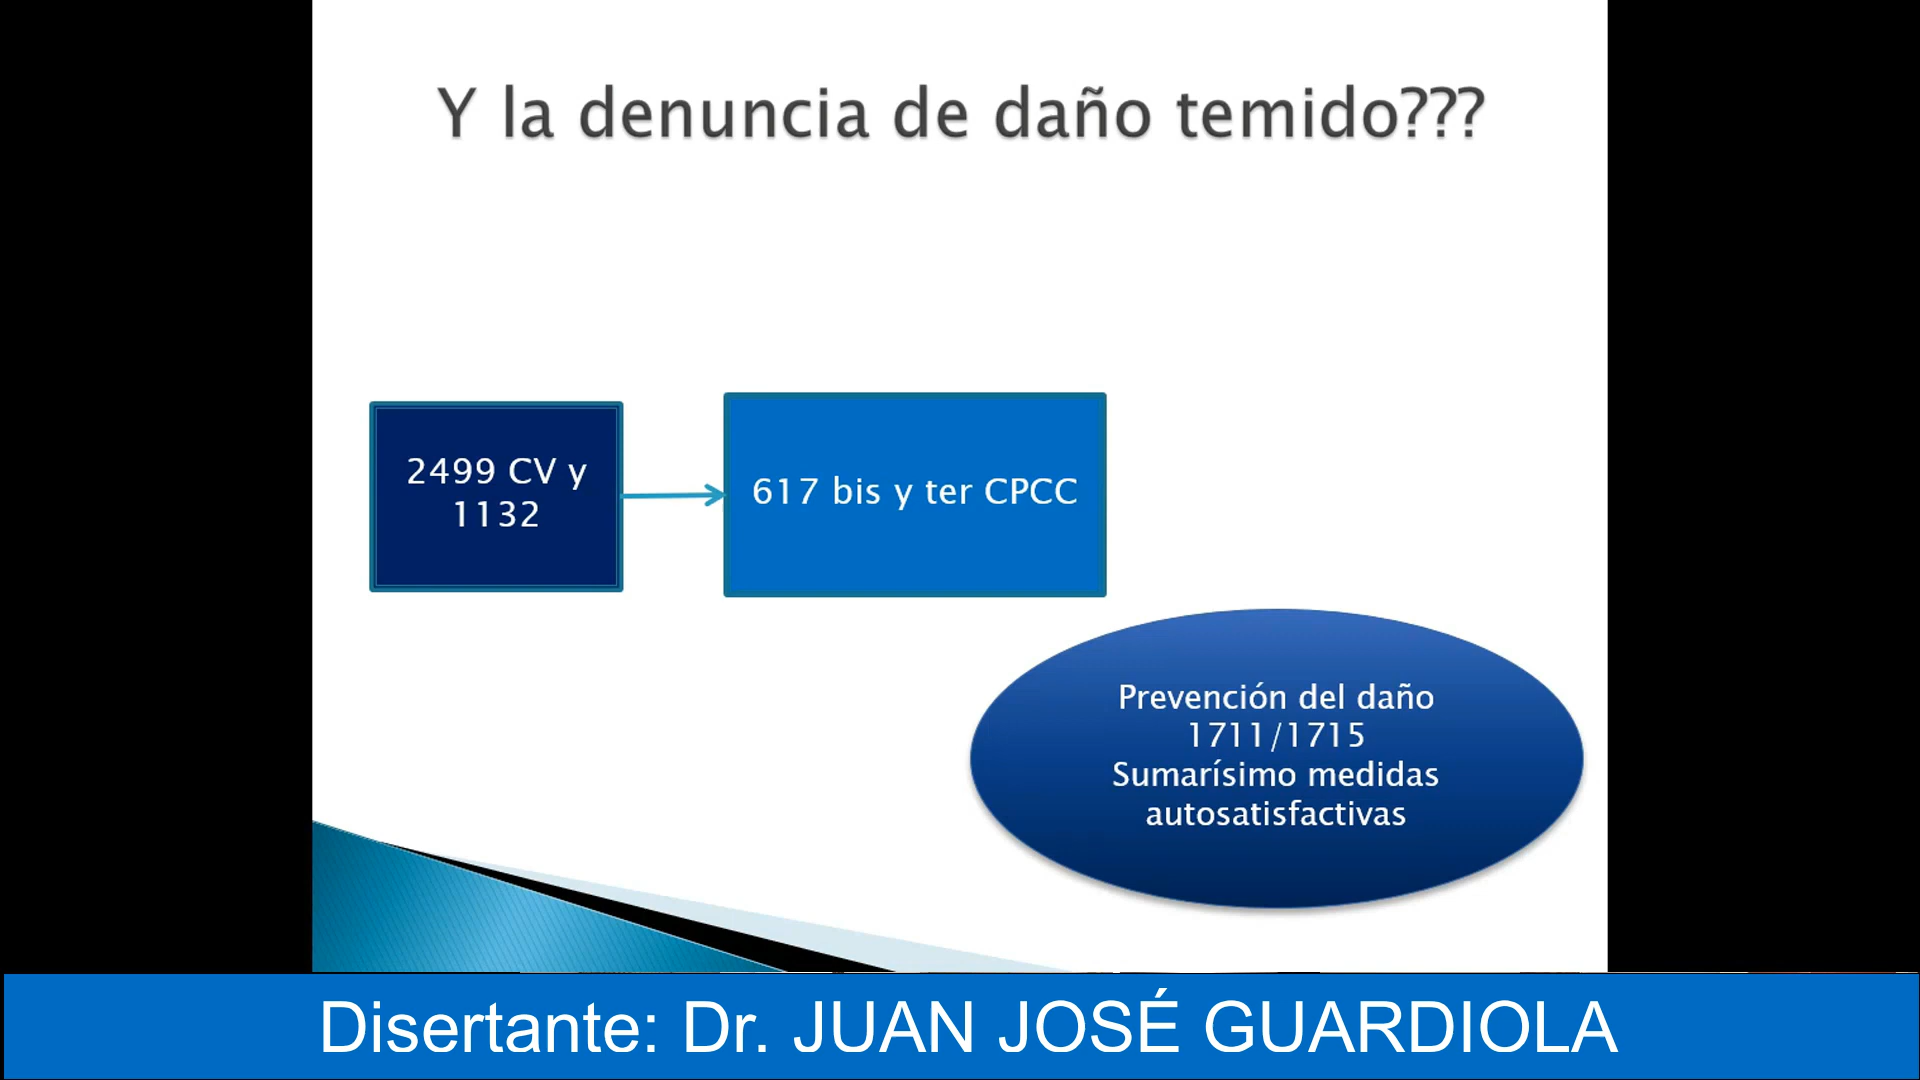 Y la denuncia de daño temido???
2499 CV y
1132
617 bis y ter CPCC
Prevención del daño
1711/1715
Sumarísimo medidas
autosatisfactivas
Disertante: Dr. JUAN JOSÉ GUARDIOLA